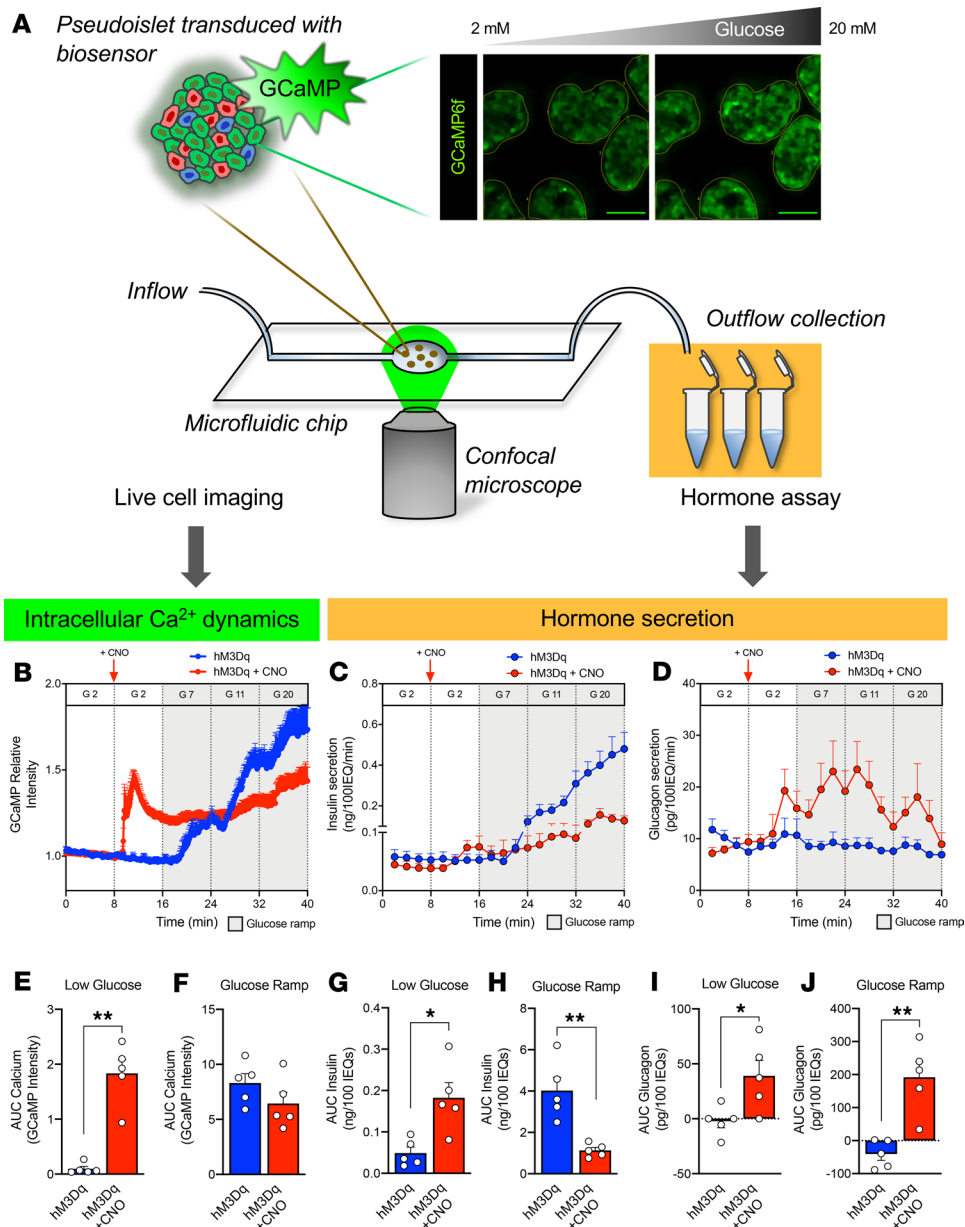 A
Pseudoislet transduced with
biosensor
GCaMP
2 mM
Glucose
20 mM
GCaMP6f
Inflow
Outflow collection
Microfluidic chip
Confocal
microscope
Live cell imaging
Hormone assay
Intracellular Ca²⁺ dynamics
Hormone secretion
B
+ CNO
hM3Dq
hM3Dq + CNO
G 2
G 2
G 7
G 11
G 20
2.0
1.5
1.0
0.5
GCaMP Relative
Intensity
0
8
16
24
32
40
Time (min)
Glucose ramp
C
+ CNO
hM3Dq
hM3Dq + CNO
G 2
G 2
G 7
G 11
G 20
0.8
0.6
0.4
0.2
0.1
0.0
Insulin secretion
(ng/100IEQ/min)
0
8
16
24
32
40
Time (min)
Glucose ramp
D
+ CNO
hM3Dq
hM3Dq + CNO
G 2
G 2
G 7
G 11
G 20
40
30
20
10
0
Glucagon secretion
(pg/100IEQ/min)
0
8
16
24
32
40
Time (min)
Glucose ramp
E
Low Glucose
**
3
2
1
0
AUC Calcium
(GCaMP Intensity)
hM3Dq
hM3Dq
+CNO
F
Glucose Ramp
15
10
5
0
AUC Calcium
(GCaMP Intensity)
hM3Dq
hM3Dq
+CNO
G
Low Glucose
*
0.4
0.3
0.2
0.1
0.0
AUC Insulin
(ng/100 IEQs)
hM3Dq
hM3Dq
+CNO
H
Glucose Ramp
**
8
6
4
2
0
AUC Insulin
(ng/100 IEQs)
hM3Dq
hM3Dq
+CNO
I
Low Glucose
*
100
50
0
-50
AUC Glucagon
(pg/100 IEQs)
hM3Dq
hM3Dq
+CNO
J
Glucose Ramp
**
400
300
200
100
0
-100
AUC Glucagon
(pg/100 IEQs)
hM3Dq
hM3Dq
+CNO